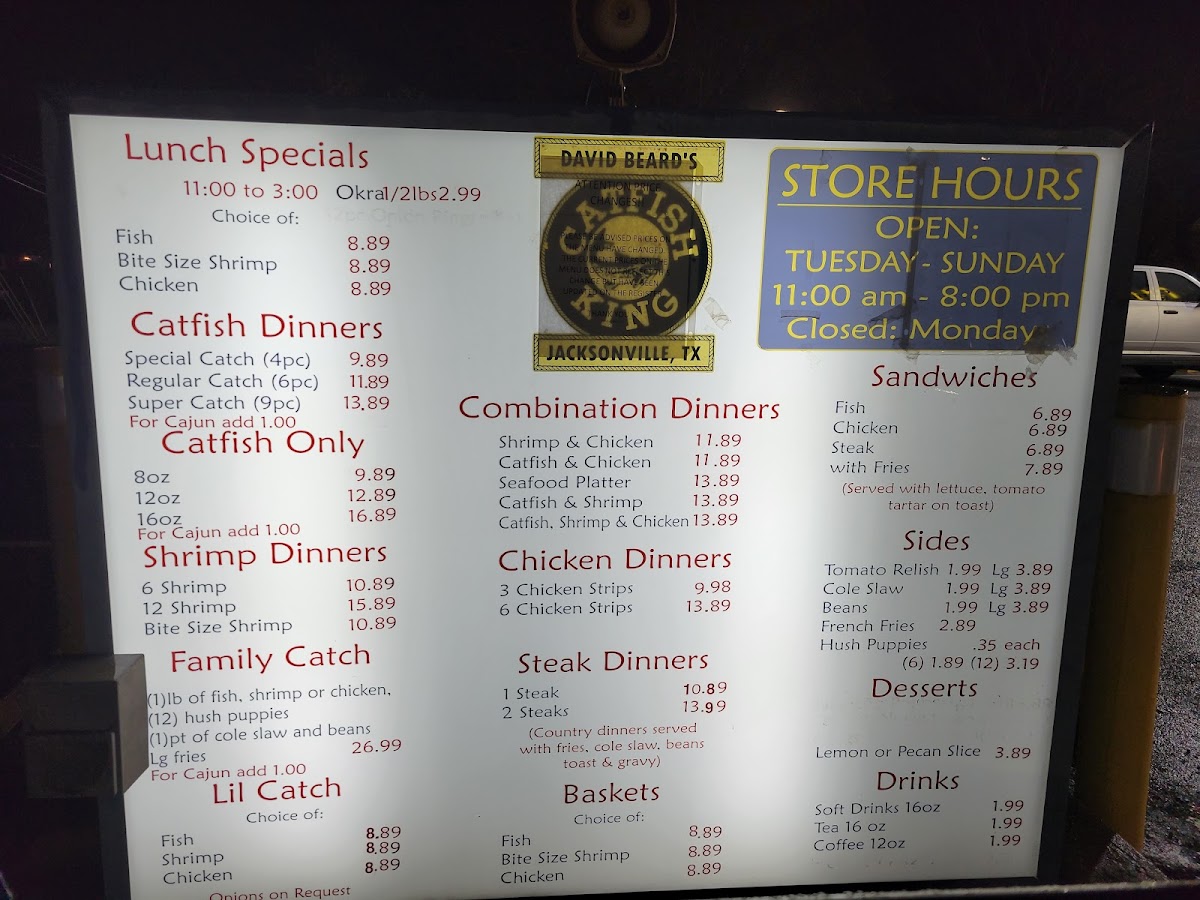 Lunch Specials
11:00 to 3:00 Okra1/2lbs2.99
Choice of:
Fish 8.89
Bite Size Shrimp 8.89
Chicken 8.89
Catfish Dinners
Special Catch (4pc) 9.89
Regular Catch (6pc) 11.89
Super Catch (9pc) 13.89
For Cajun add 1.00
Catfish Only
8oz 9.89
12oz 12.89
16oz 16.89
For Cajun add 1.00
Shrimp Dinners
6 Shrimp 10.89
12 Shrimp 15.89
Bite Size Shrimp 10.89
Family Catch
(1)lb of fish, shrimp or chicken,
(12) hush puppies
(1)pt of cole slaw and beans
Lg fries 26.99
For Cajun add 1.00
Lil Catch
Choice of:
Fish 8.89
Shrimp 8.89
Chicken 8.89
Onions on Request
DAVID BEARD'S
CATFISH
KING
JACKSONVILLE, TX
ATTENTION PRICE
CHANGES!
Combination Dinners
Shrimp & Chicken 11.89
Catfish & Chicken 11.89
Seafood Platter 13.89
Catfish & Shrimp 13.89
Catfish, Shrimp & Chicken 13.89
Chicken Dinners
3 Chicken Strips 9.98
6 Chicken Strips 13.89
Steak Dinners
1 Steak 10.89
2 Steaks 13.99
(Country dinners served
with fries, cole slaw, beans
toast & gravy)
Baskets
Choice of:
Fish 8.89
Bite Size Shrimp 8.89
Chicken 8.89
STORE HOURS
OPEN:
TUESDAY - SUNDAY
11:00 am - 8:00 pm
Closed: Monday
Sandwiches
Fish 6.89
Chicken 6.89
Steak 6.89
with Fries 7.89
(Served with lettuce, tomato
tartar on toast)
Sides
Tomato Relish 1.99 Lg 3.89
Cole Slaw 1.99 Lg 3.89
Beans 1.99 Lg 3.89
French Fries 2.89
Hush Puppies .35 each
(6) 1.89 (12) 3.19
Desserts
Lemon or Pecan Slice 3.89
Drinks
Soft Drinks 16oz 1.99
Tea 16 oz 1.99
Coffee 12oz 1.99